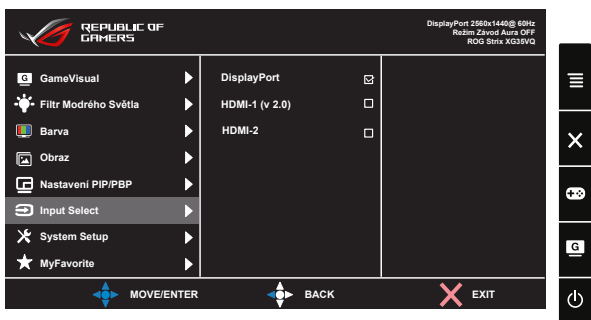 REPUBLIC OF
GAMERS
DisplayPort 2560x1440@ 60Hz
Režim Závod Aura OFF
ROG Strix XG35VQ
G GameVisual
Filtr Modrého Světla
Barva
Obraz
Nastavení PIP/PBP
Input Select
System Setup
MyFavorite
DisplayPort
HDMI-1 (v 2.0)
HDMI-2
MOVE/ENTER
BACK
EXIT
G